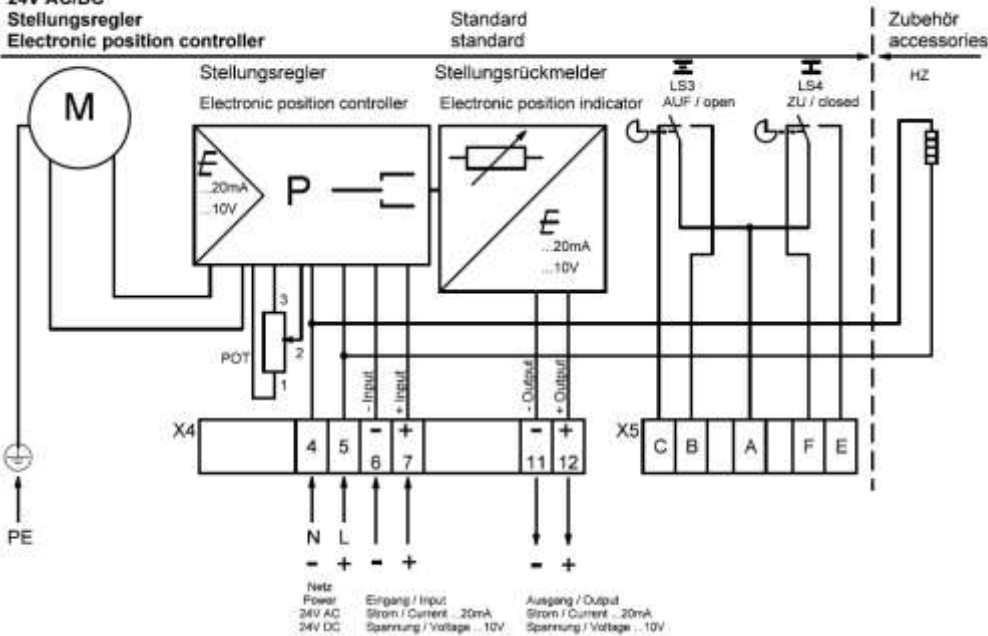 24V AC/DC
Stellungsregler
Electronic position controller
Standard
standard
Zubehör
accessories
Stellungsregler
Electronic position controller
Stellungsrückmelder
Electronic position indicator
LS3
AUF / open
LS4
ZU / closed
HZ
M
E
...20mA
...10V
P
E
...20mA
...10V
POT
3
2
1
- Input
+ Input
- Output
+ Output
X4
4
5
-
6
+
7
-
11
+
12
X5
C
B
A
F
E
PE
N
L
-
+
-
+
-
+
Netz
Power
24V AC
24V DC
Eingang / Input
Strom / Current ...20mA
Spannung / Voltage ...10V
Ausgang / Output
Strom / Current ...20mA
Spannung / Voltage ...10V